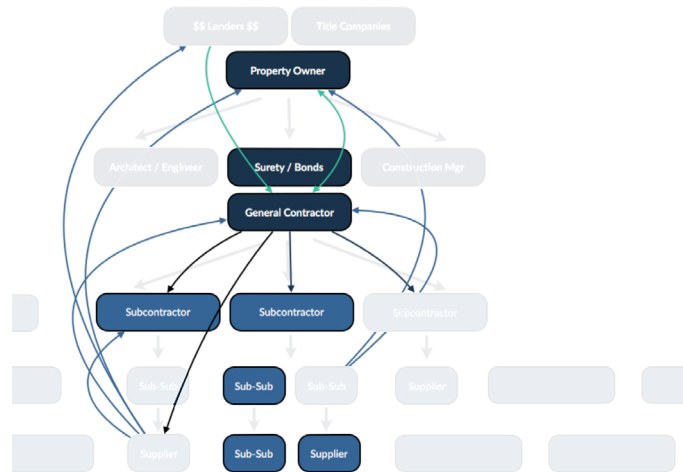 $$ Lenders $$
Title Companies
Property Owner
Architect / Engineer
Surety / Bonds
Construction Mgr
General Contractor
Subcontractor
Subcontractor
Subcontractor
Sub-Sub
Sub-Sub
Sub-Sub
Supplier
Supplier
Sub-Sub
Supplier